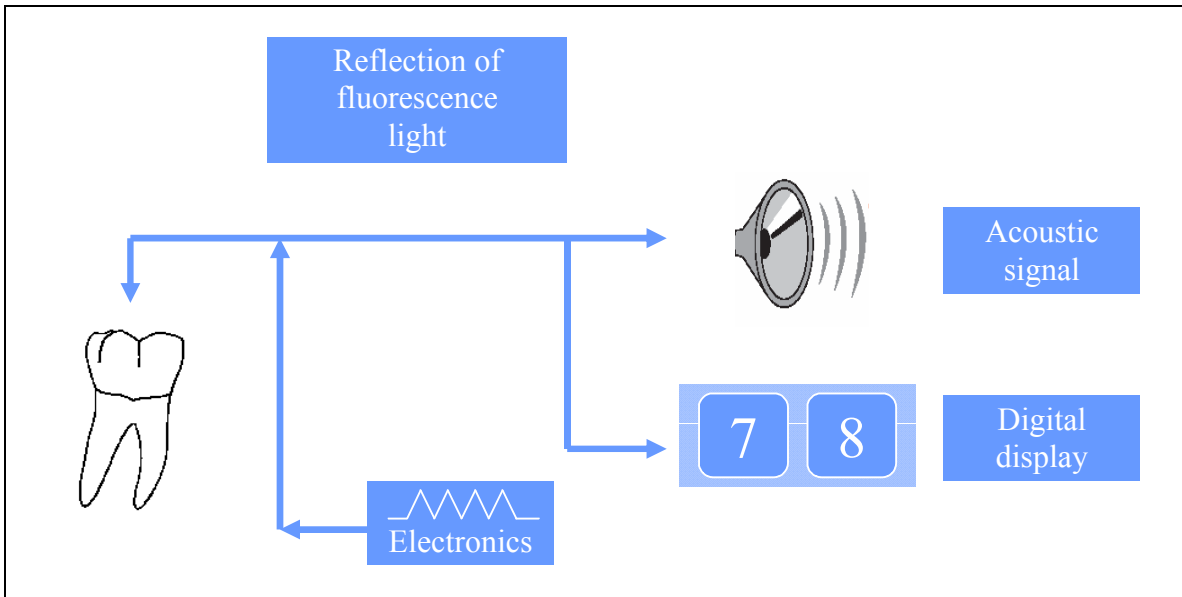 Reflection of
fluorescence
light
Acoustic
signal
7 8
Digital
display
Electronics